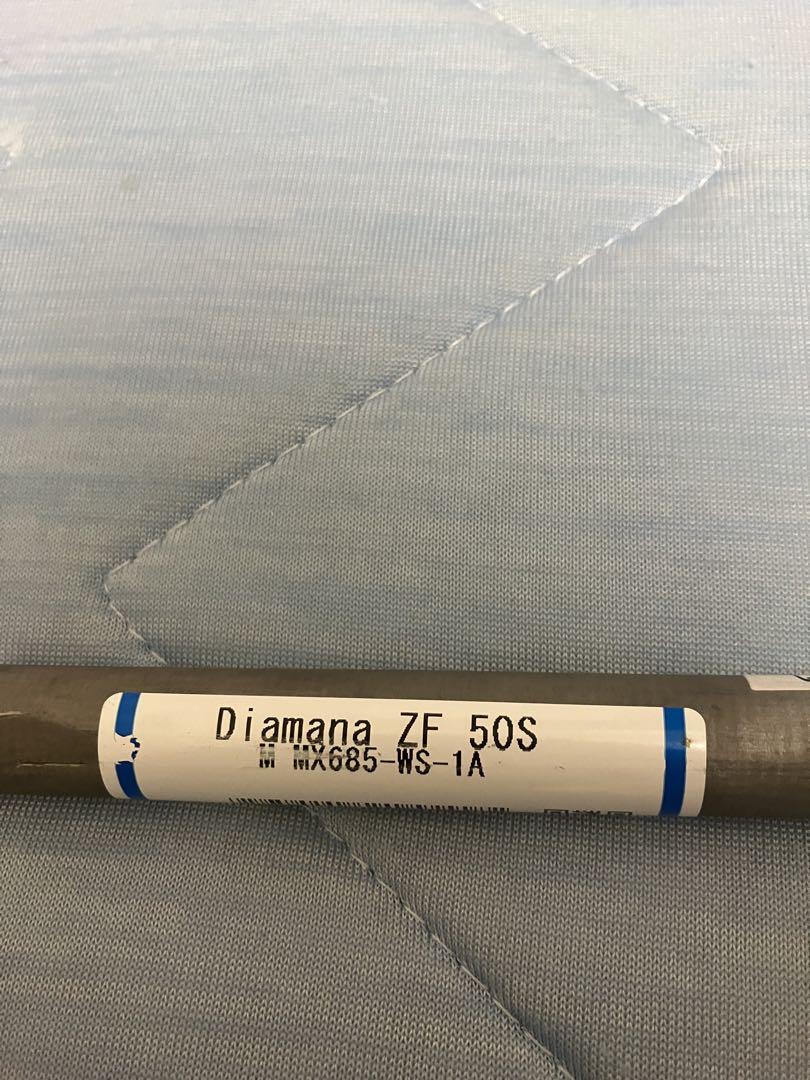 Diamana ZF 50S
M MX685-WS-1A